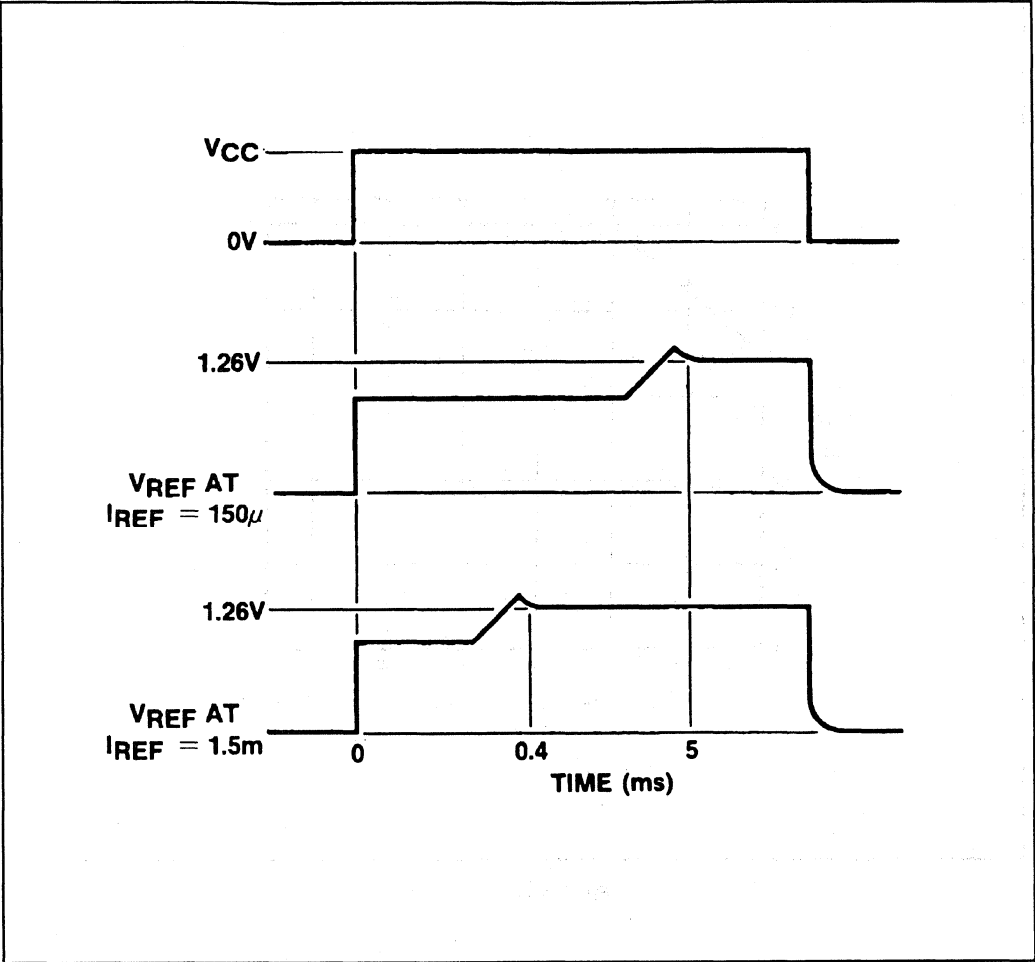 VCC
0V
1.26V
VREF AT
IREF = 150μ
1.26V
VREF AT
IREF = 1.5m
0 0.4 5
TIME (ms)